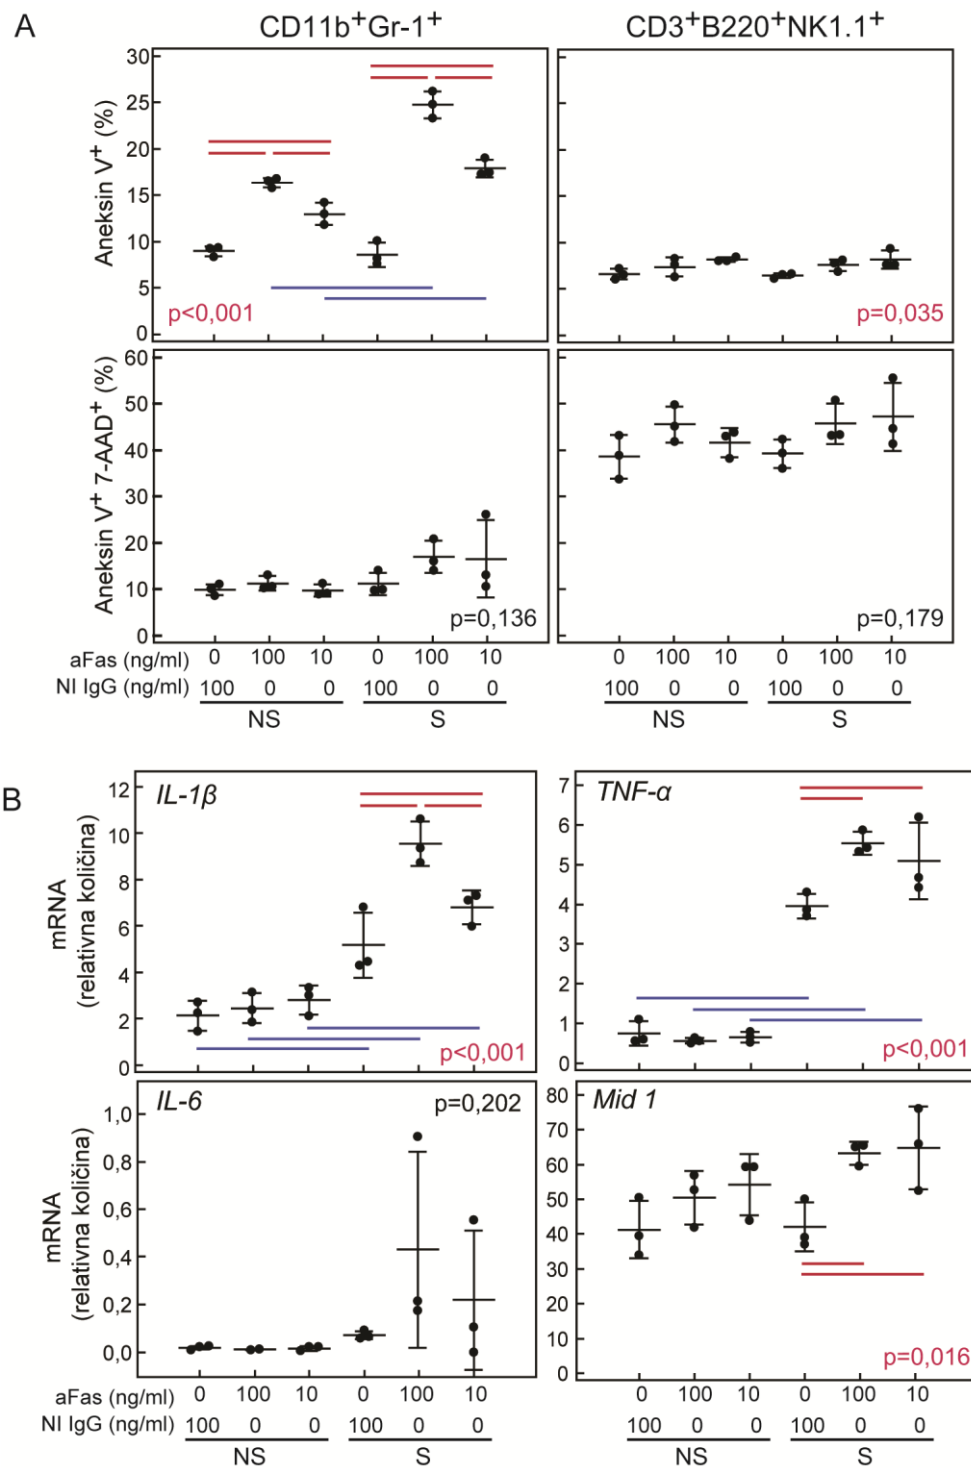 A
CD11b⁺Gr-1⁺
CD3⁺B220⁺NK1.1⁺
Aneksin V⁺ (%)
30
25
20
15
10
5
0
p<0,001
p=0,035
Aneksin V⁺ 7-AAD⁺ (%)
60
50
40
30
20
10
0
p=0,136
p=0,179
aFas (ng/ml) 0 100 10 0 100 10 0 100 10 0 100 10
NI IgG (ng/ml) 100 0 0 100 0 0 100 0 0 100 0 0
NS S NS S
B
mRNA
(relativna količina)
12
10
8
6
4
2
0
IL-1β
p<0,001
7
6
5
4
3
2
1
0
TNF-α
p<0,001
mRNA
(relativna količina)
1,0
0,8
0,6
0,4
0,2
0,0
IL-6
p=0,202
80
70
60
50
40
30
20
10
0
Mid 1
p=0,016
aFas (ng/ml) 0 100 10 0 100 10 0 100 10 0 100 10
NI IgG (ng/ml) 100 0 0 100 0 0 100 0 0 100 0 0
NS S NS S